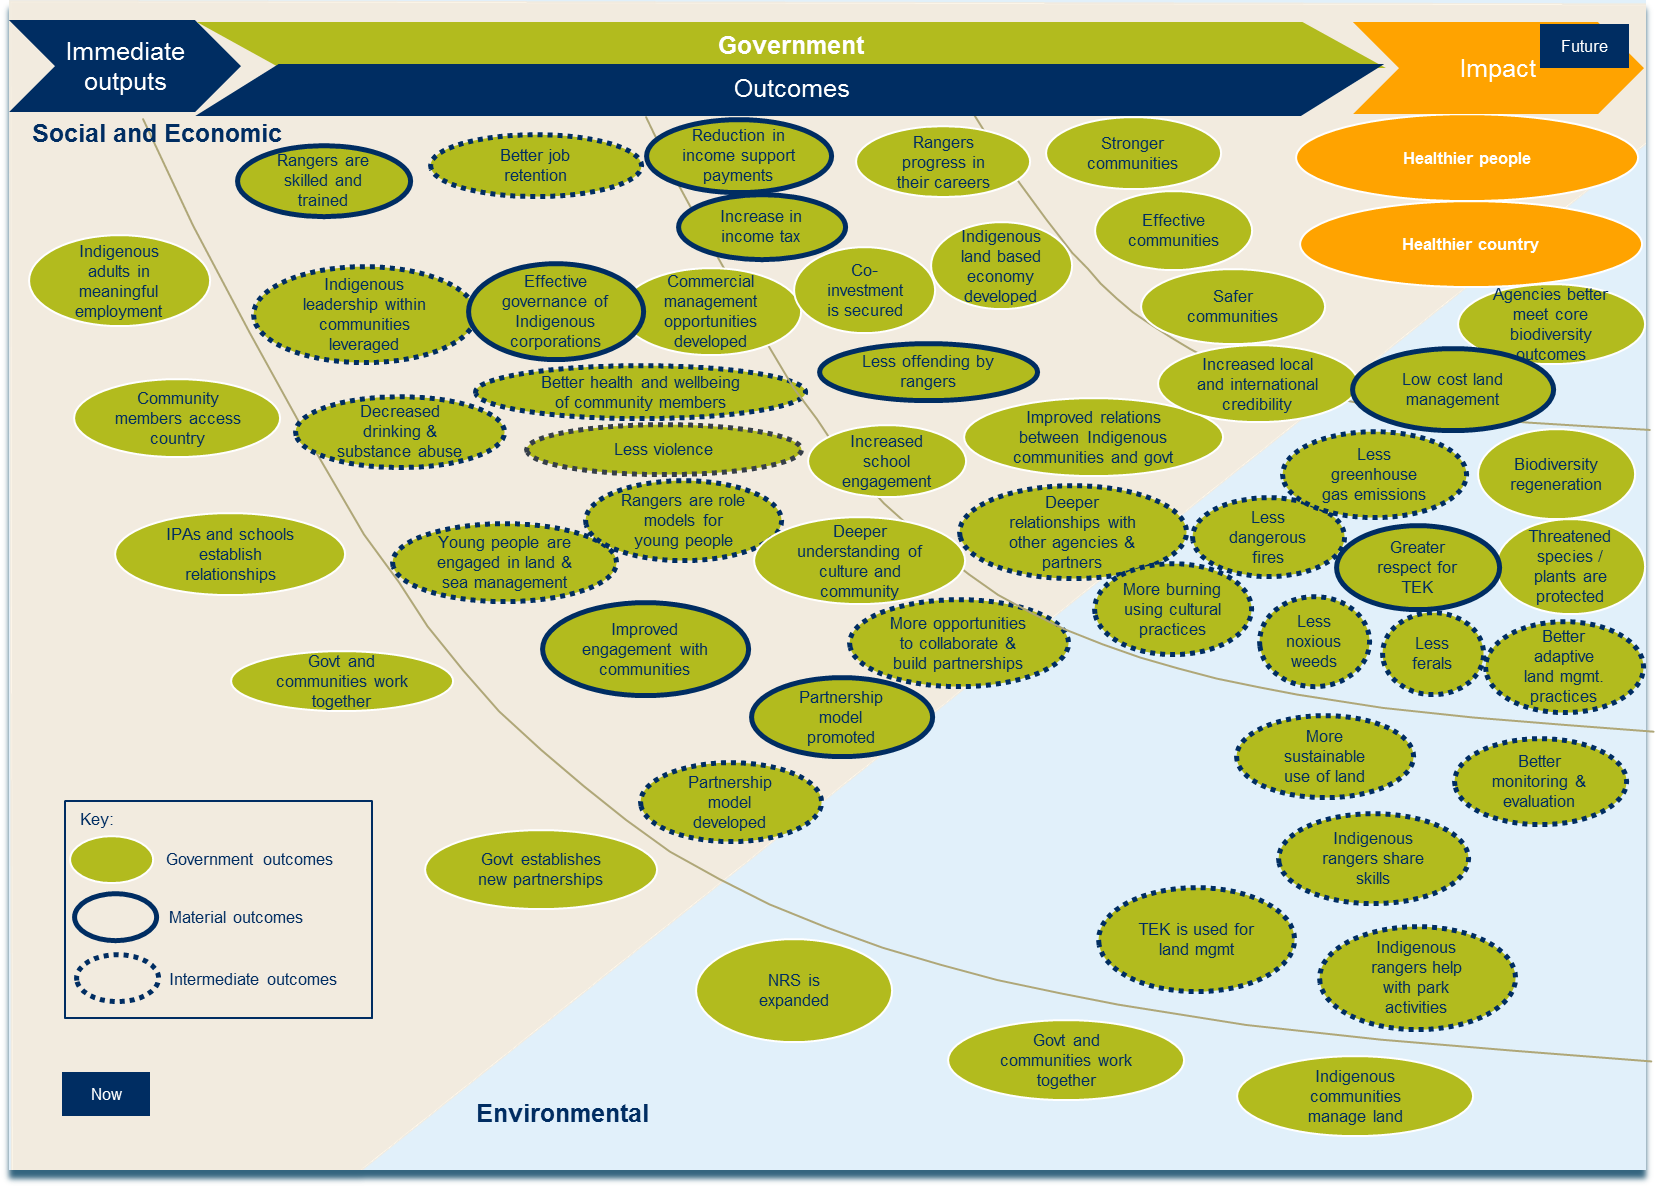 Immediate
outputs
Government
Outcomes
Impact
Future
Social and Economic
Rangers are
skilled and
trained
Better job
retention
Reduction in
income support
payments
Increase in
income tax
Rangers
progress in
their careers
Stronger
communities
Healthier people
Effective
communities
Healthier country
Indigenous
adults in
meaningful
employment
Indigenous
leadership within
communities
leveraged
Effective
governance of
Indigenous
corporations
Commercial
management
opportunities
developed
Co-
investment
is secured
Indigenous
land based
economy
developed
Safer
communities
Agencies better
meet core
biodiversity
outcomes
Less offending by
rangers
Increased local
and international
credibility
Low cost land
management
Better health and wellbeing
of community members
Community
members access
country
Decreased
drinking &
substance abuse
Less violence
Increased
school
engagement
Improved relations
between Indigenous
communities and govt
Less
greenhouse
gas emissions
Biodiversity
regeneration
Rangers are role
models for
young people
Deeper
relationships with
other agencies &
partners
Less
dangerous
fires
Greater
respect for
TEK
Threatened
species /
plants are
protected
IPAs and schools
establish
relationships
Young people are
engaged in land &
sea management
Deeper
understanding of
culture and
community
More burning
using cultural
practices
Improved
engagement with
communities
More opportunities
to collaborate &
build partnerships
Less
noxious
weeds
Less
ferals
Better
adaptive
land mgmt.
practices
Govt and
communities work
together
Partnership
model
promoted
More
sustainable
use of land
Better
monitoring &
evaluation
Partnership
model
developed
Indigenous
rangers share
skills
Govt establishes
new partnerships
TEK is used for
land mgmt
Indigenous
rangers help
with park
activities
NRS is
expanded
Govt and
communities work
together
Indigenous
communities
manage land
Key:
Government outcomes
Material outcomes
Intermediate outcomes
Now
Environmental